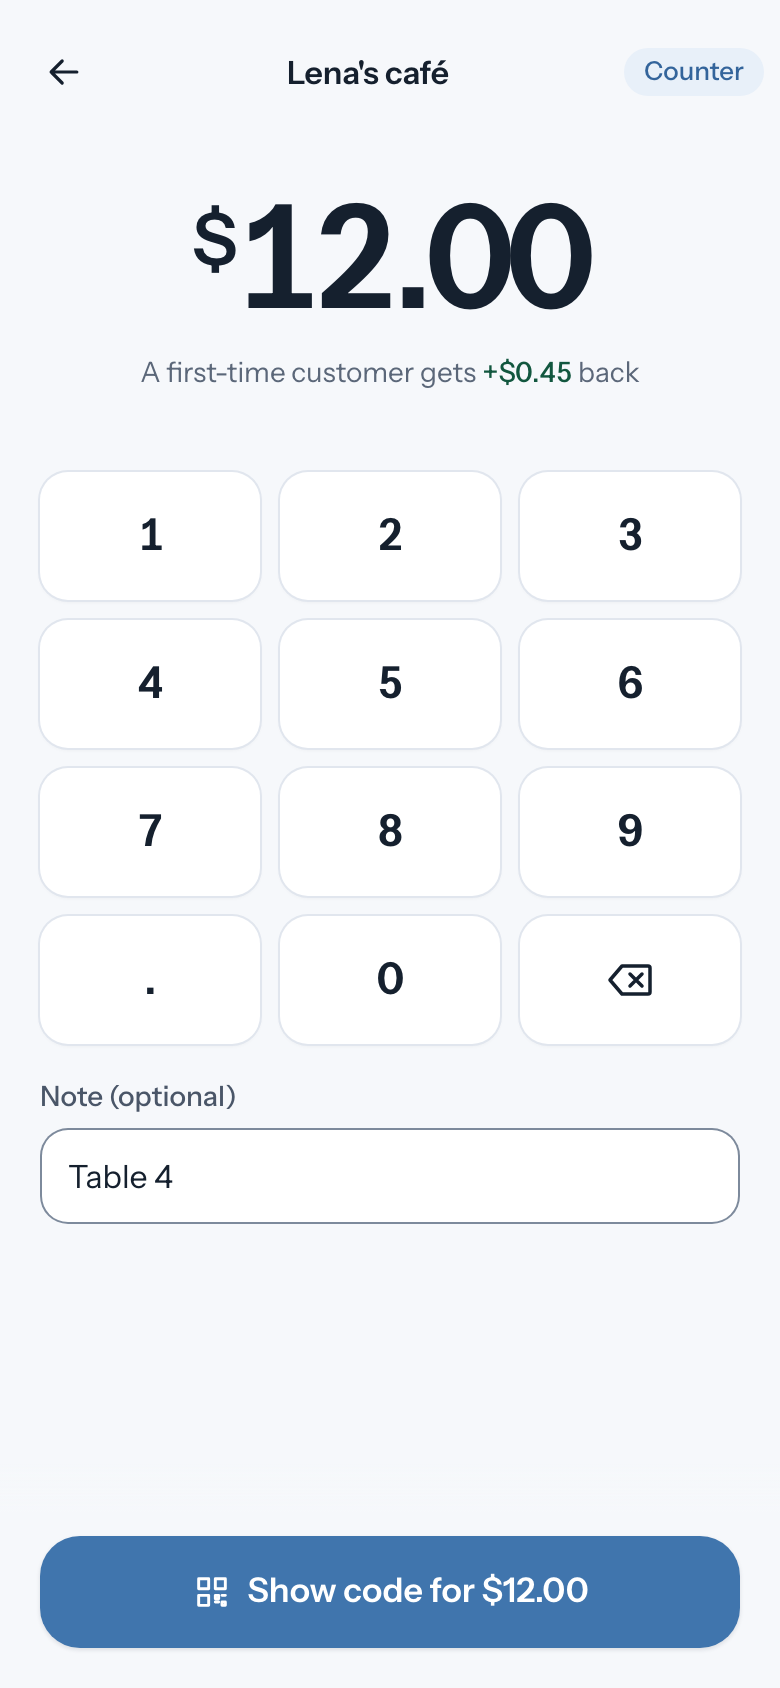 Lena's café
Counter
$12.00
A first-time customer gets +$0.45 back
1 2 3
4 5 6
7 8 9
. 0
Note (optional)
Table 4
Show code for $12.00